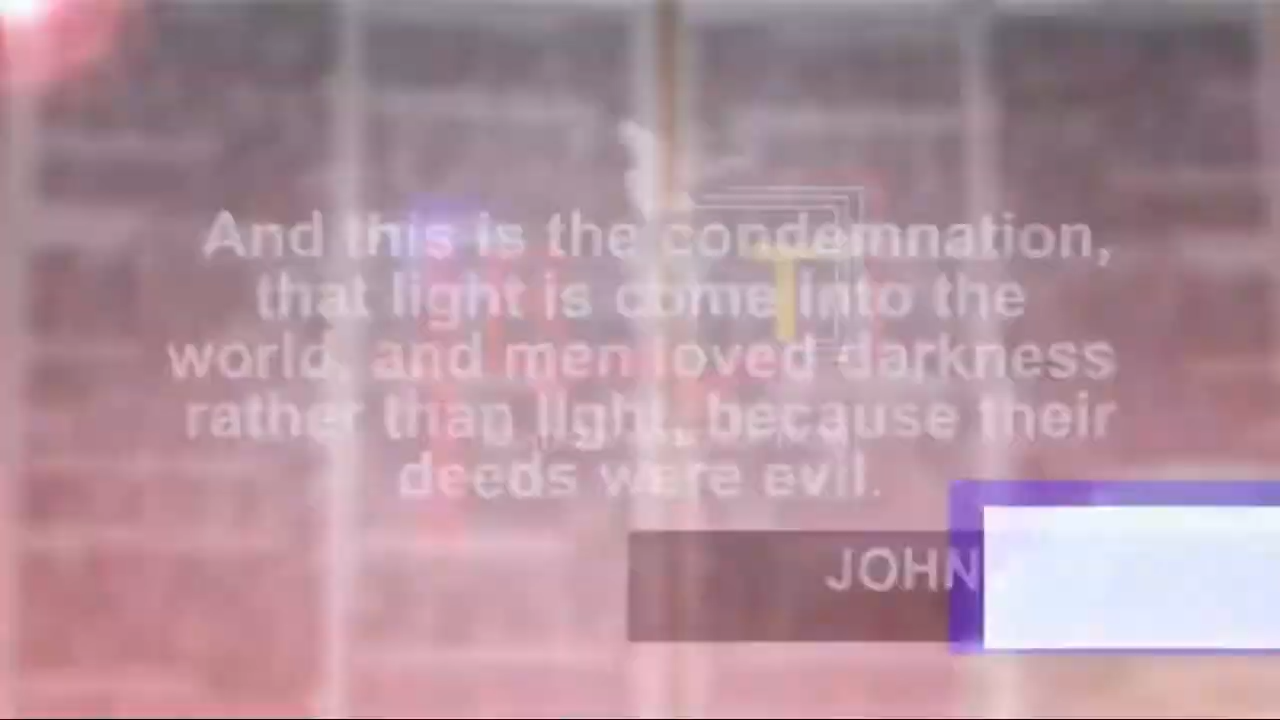 And this is the condemnation,
that light is come into the
world, and men loved darkness
rather than light, because their
deeds were evil.
T
JOHN